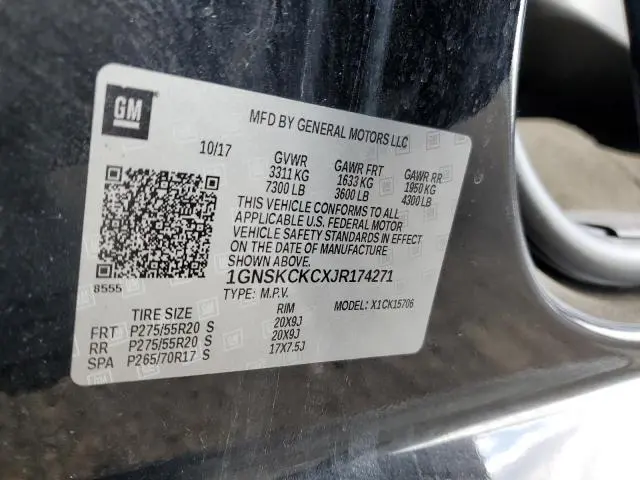 GM
MFD BY GENERAL MOTORS LLC
10/17 GVWR GAWR FRT GAWR RR
3311 KG 1633 KG 1950 KG
7300 LB 3600 LB 4300 LB
THIS VEHICLE CONFORMS TO ALL
APPLICABLE U.S. FEDERAL MOTOR
VEHICLE SAFETY STANDARDS IN EFFECT
ON THE DATE OF MANUFACTURE
SHOWN ABOVE.
8555 1GNSKCKCXJR174271
TYPE: M.P.V. MODEL: X1CK15706
TIRE SIZE RIM
FRT P275/55R20 S 20X9J
RR P275/55R20 S 20X9J
SPA P265/70R17 S 17X7.5J